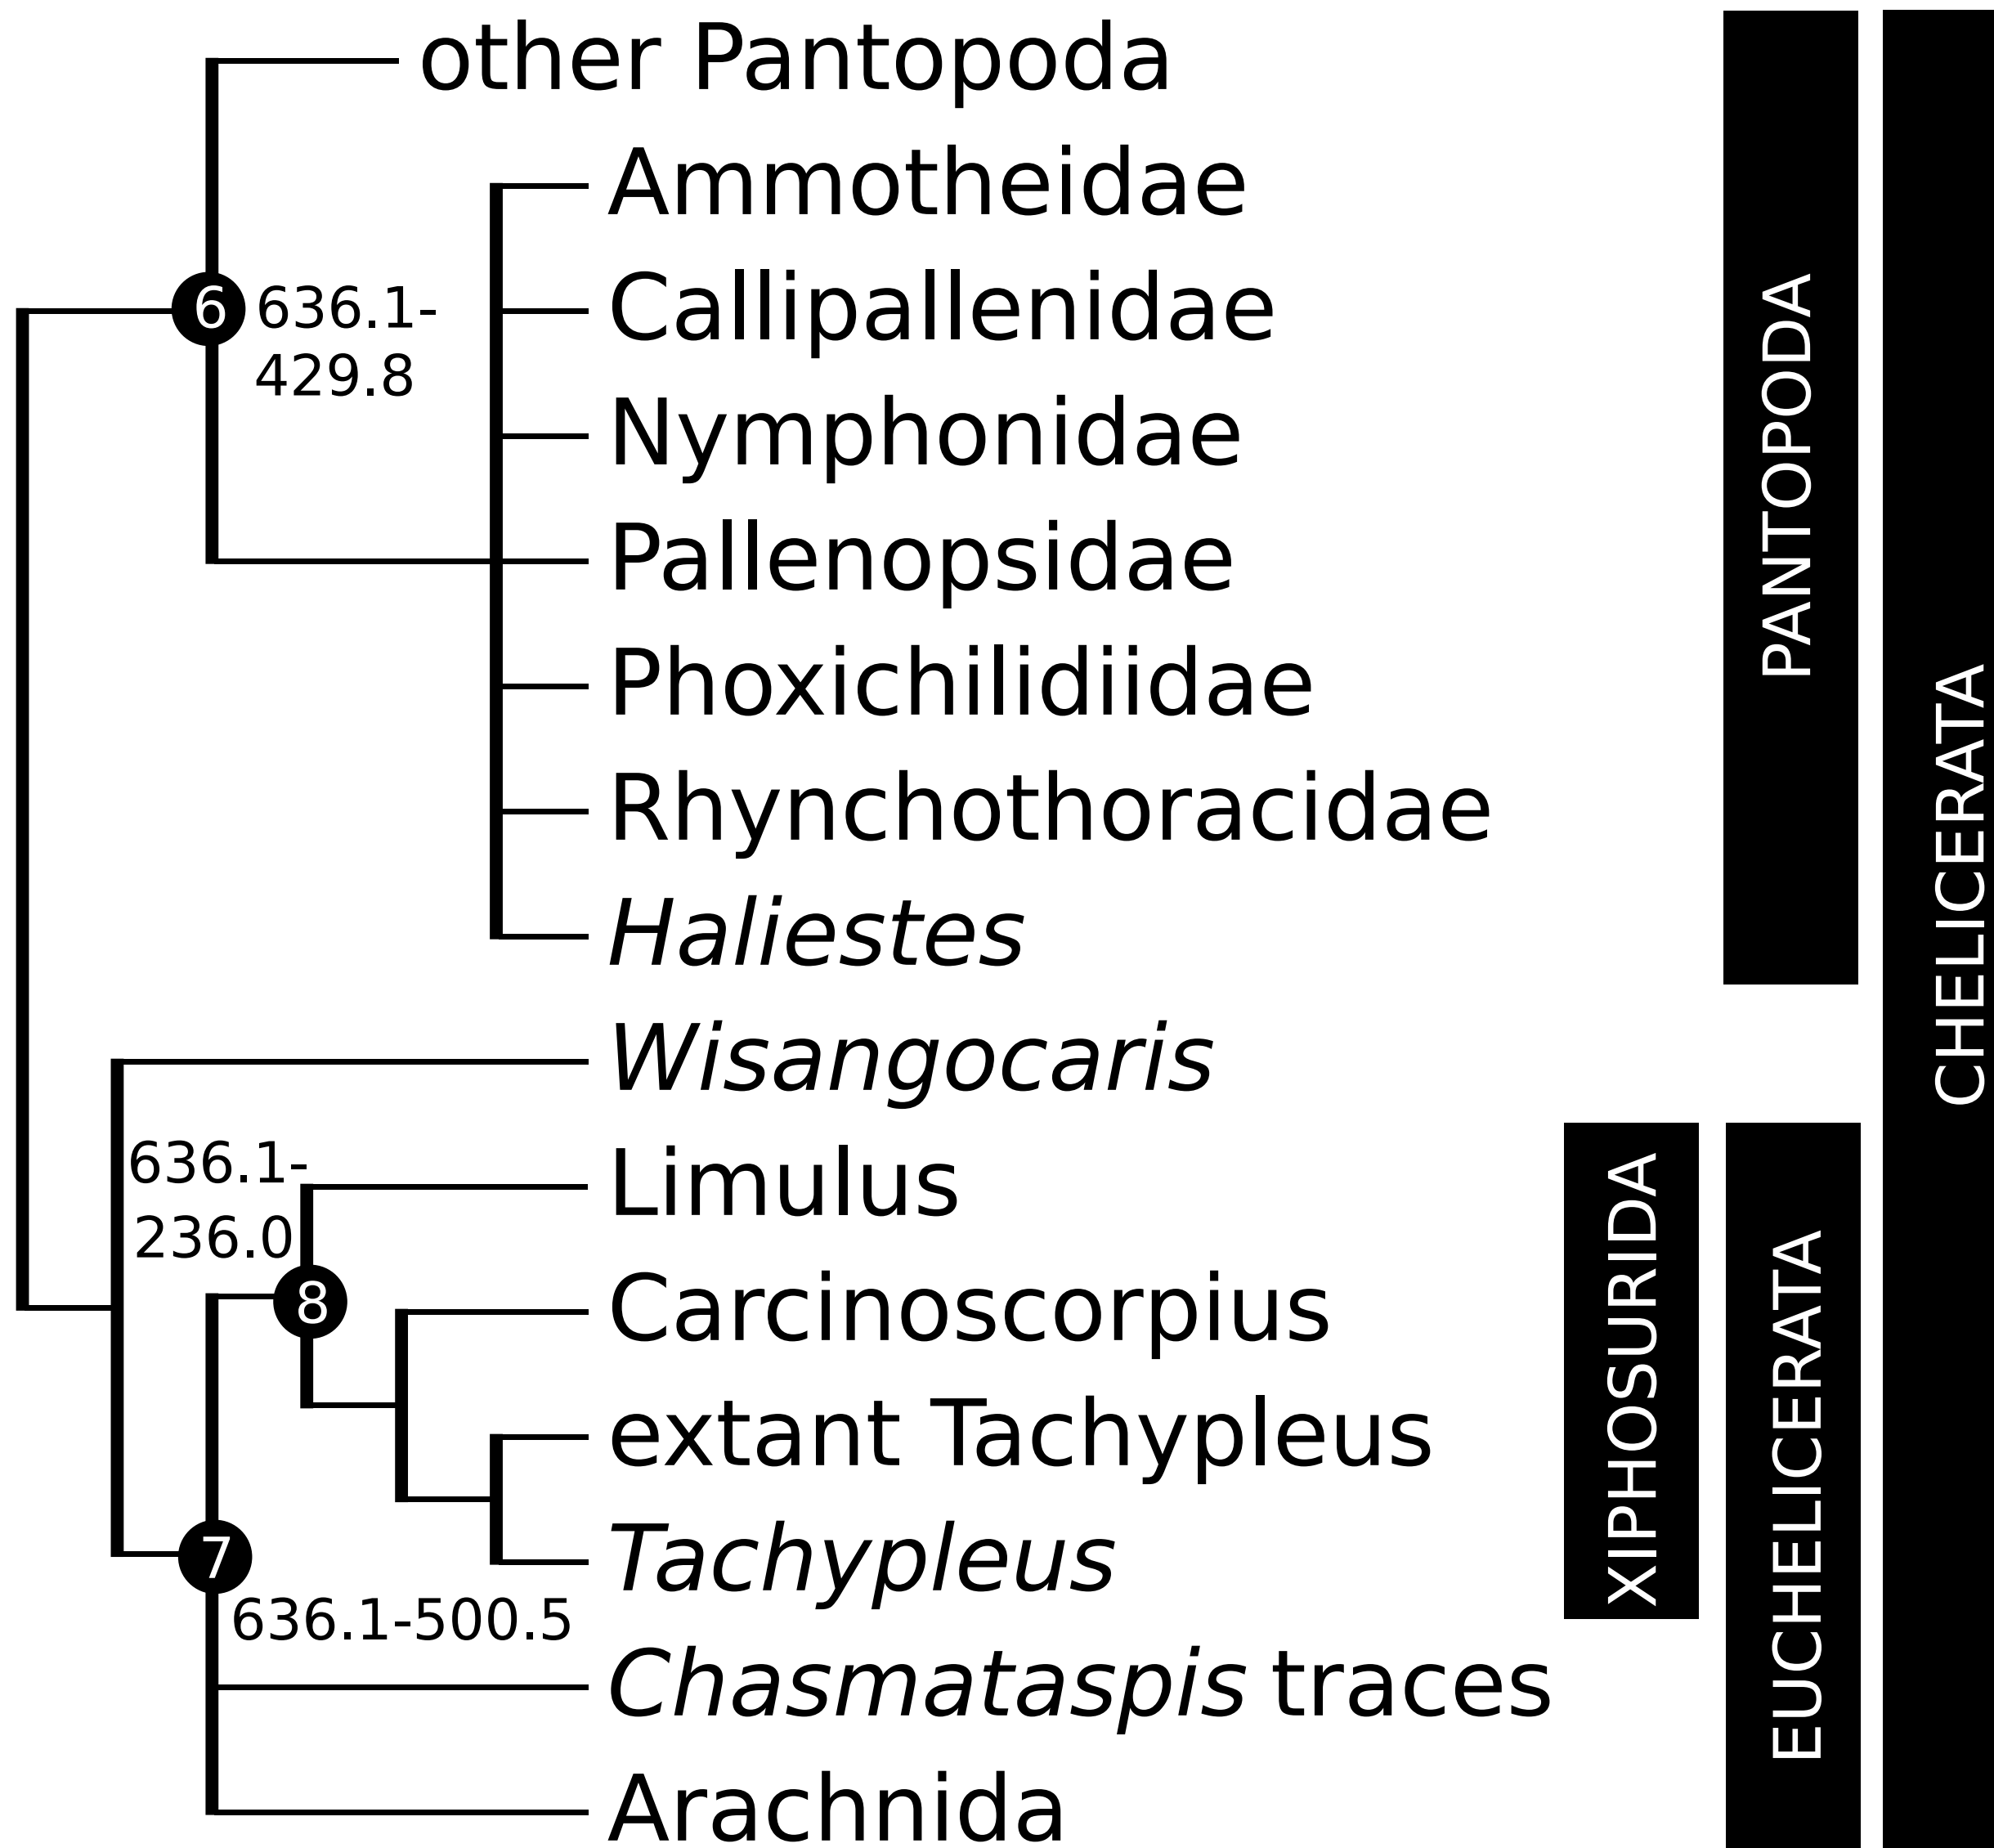 other Pantopoda
Ammotheidae
6
636.1-
429.8
Callipallenidae
Nymphonidae
Pallenopsidae
Phoxichilidiidae
Rhynchothoracidae
Haliestes
Wisangocaris
636.1-
236.0
Limulus
8
Carcinoscorpius
extant Tachypleus
7
Tachypleus
636.1-500.5
Chasmataspis traces
Arachnida
PANTOPODA
XIPHOSURIDA
EUCHELICERATA
CHELICERATA